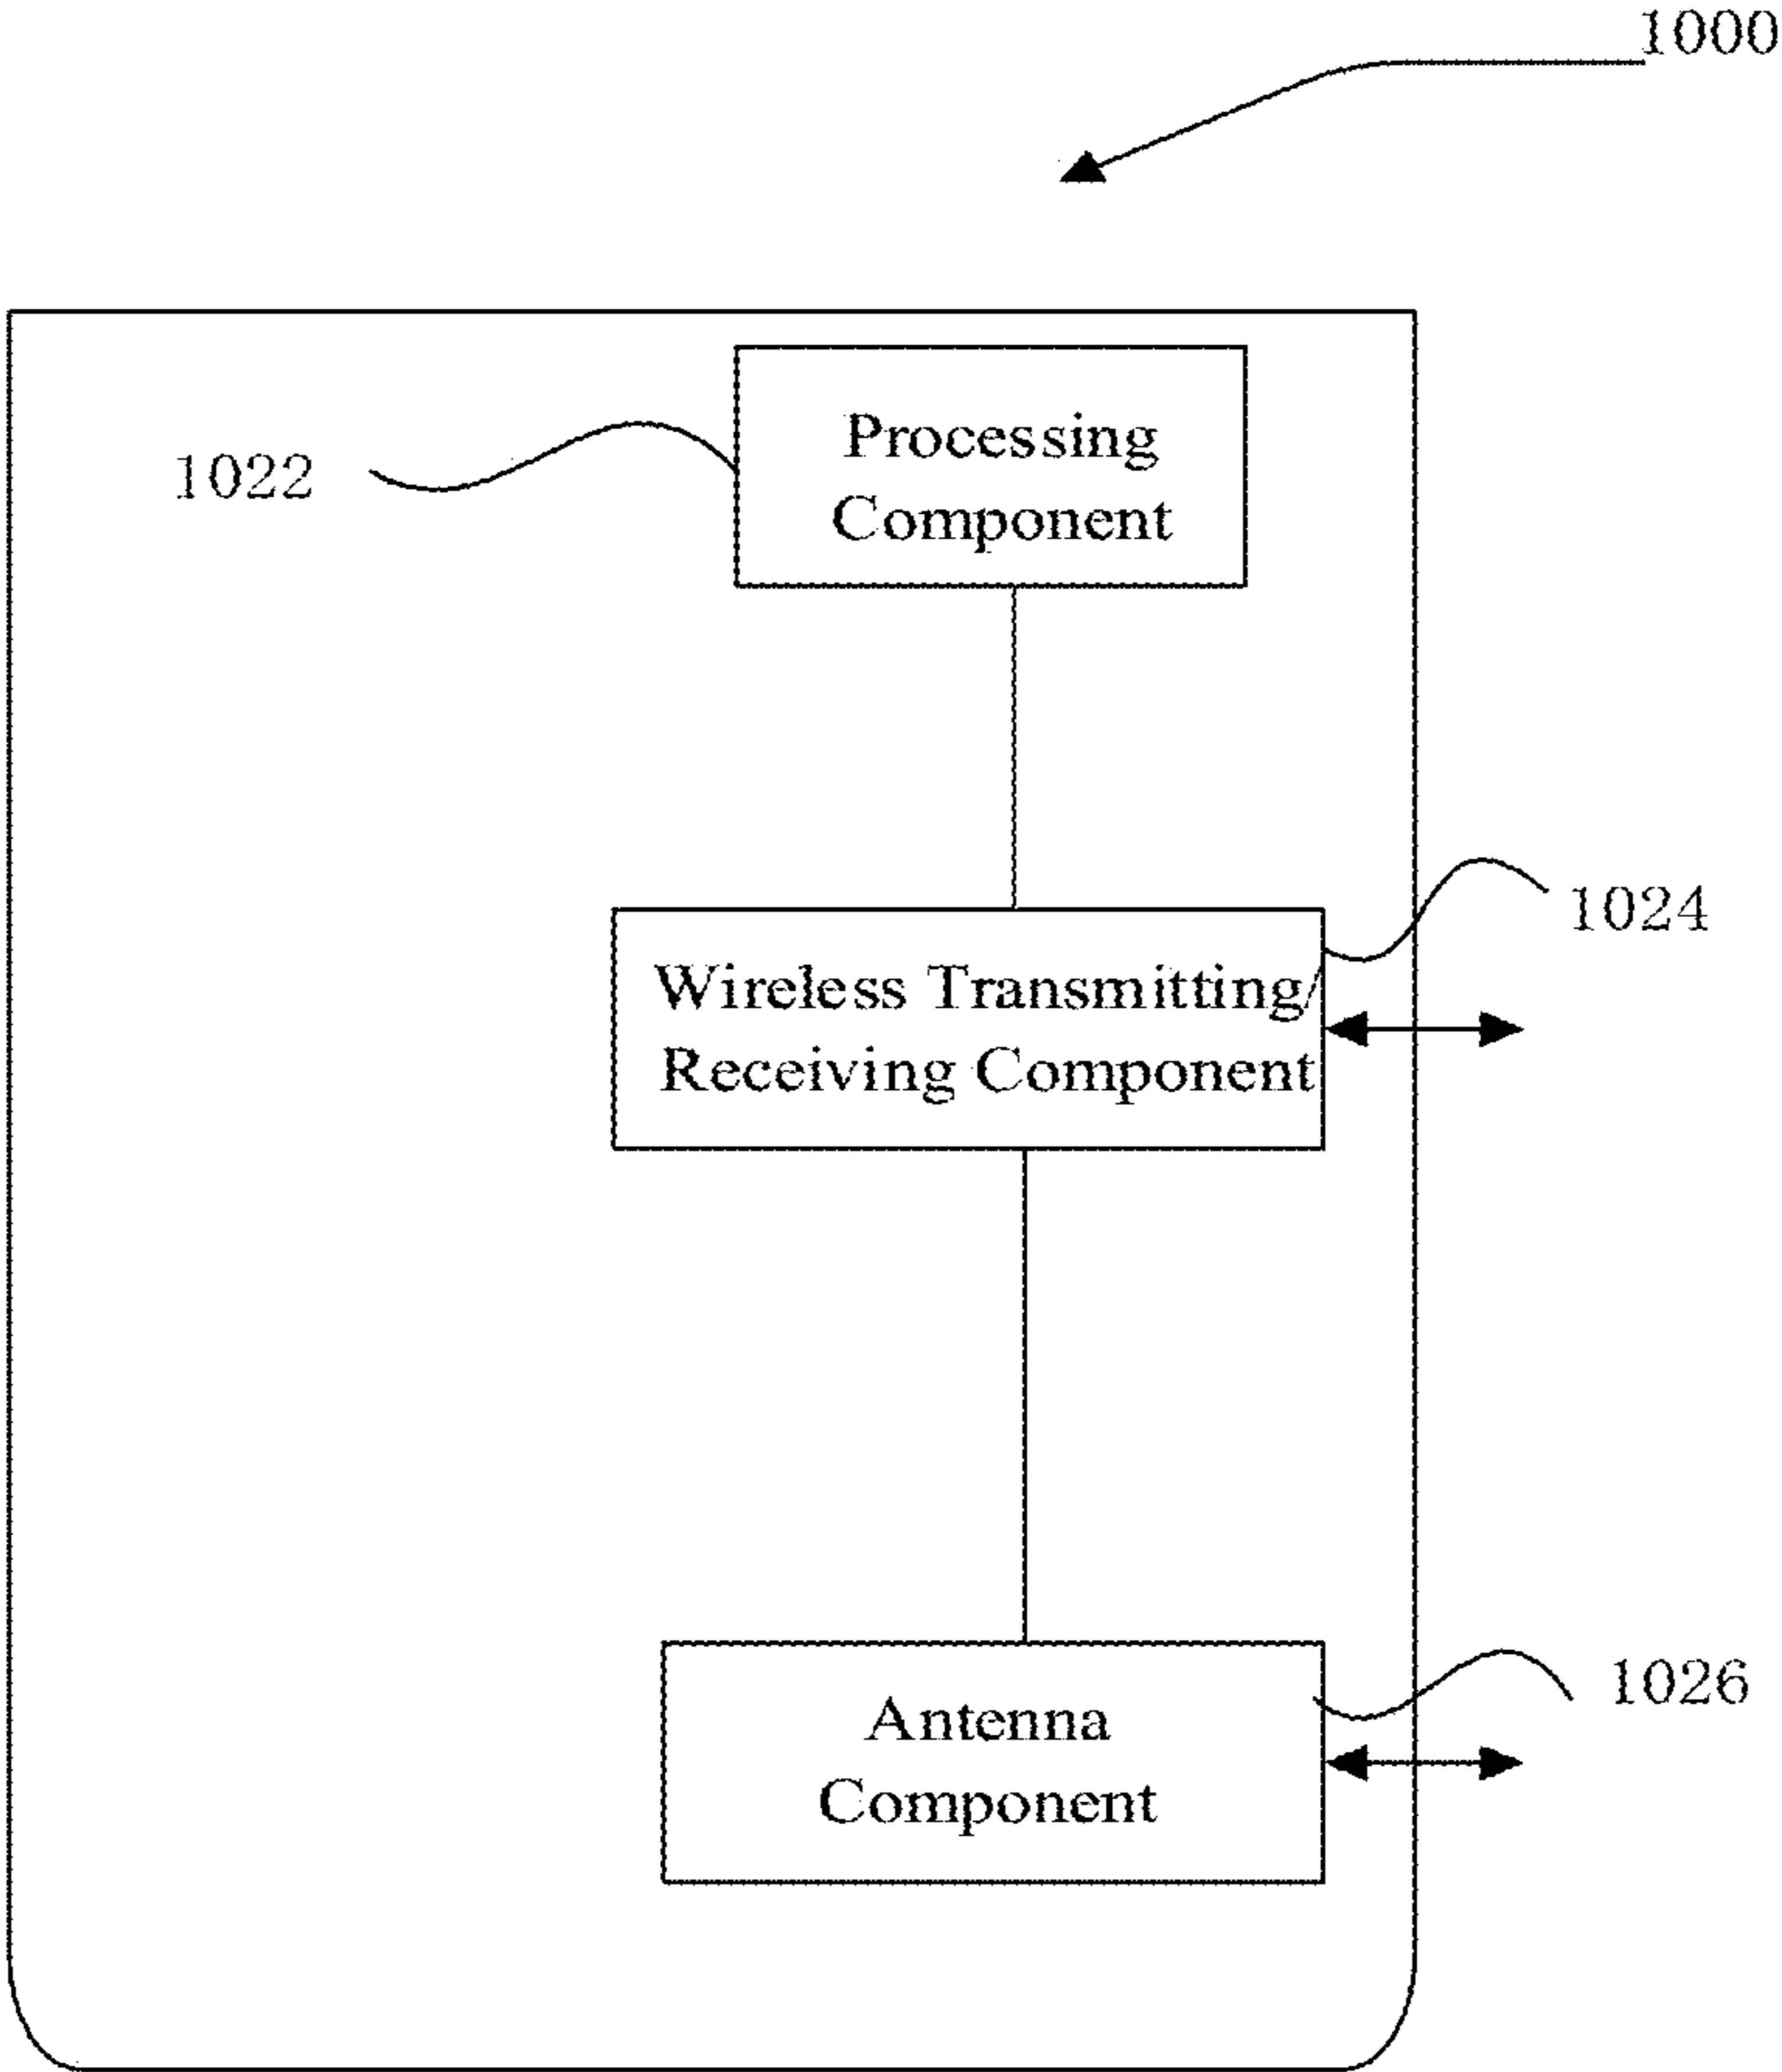 1000
Processing
Component
1022
1024
Wireless Transmitting/
Receiving Component
1026
Antenna
Component